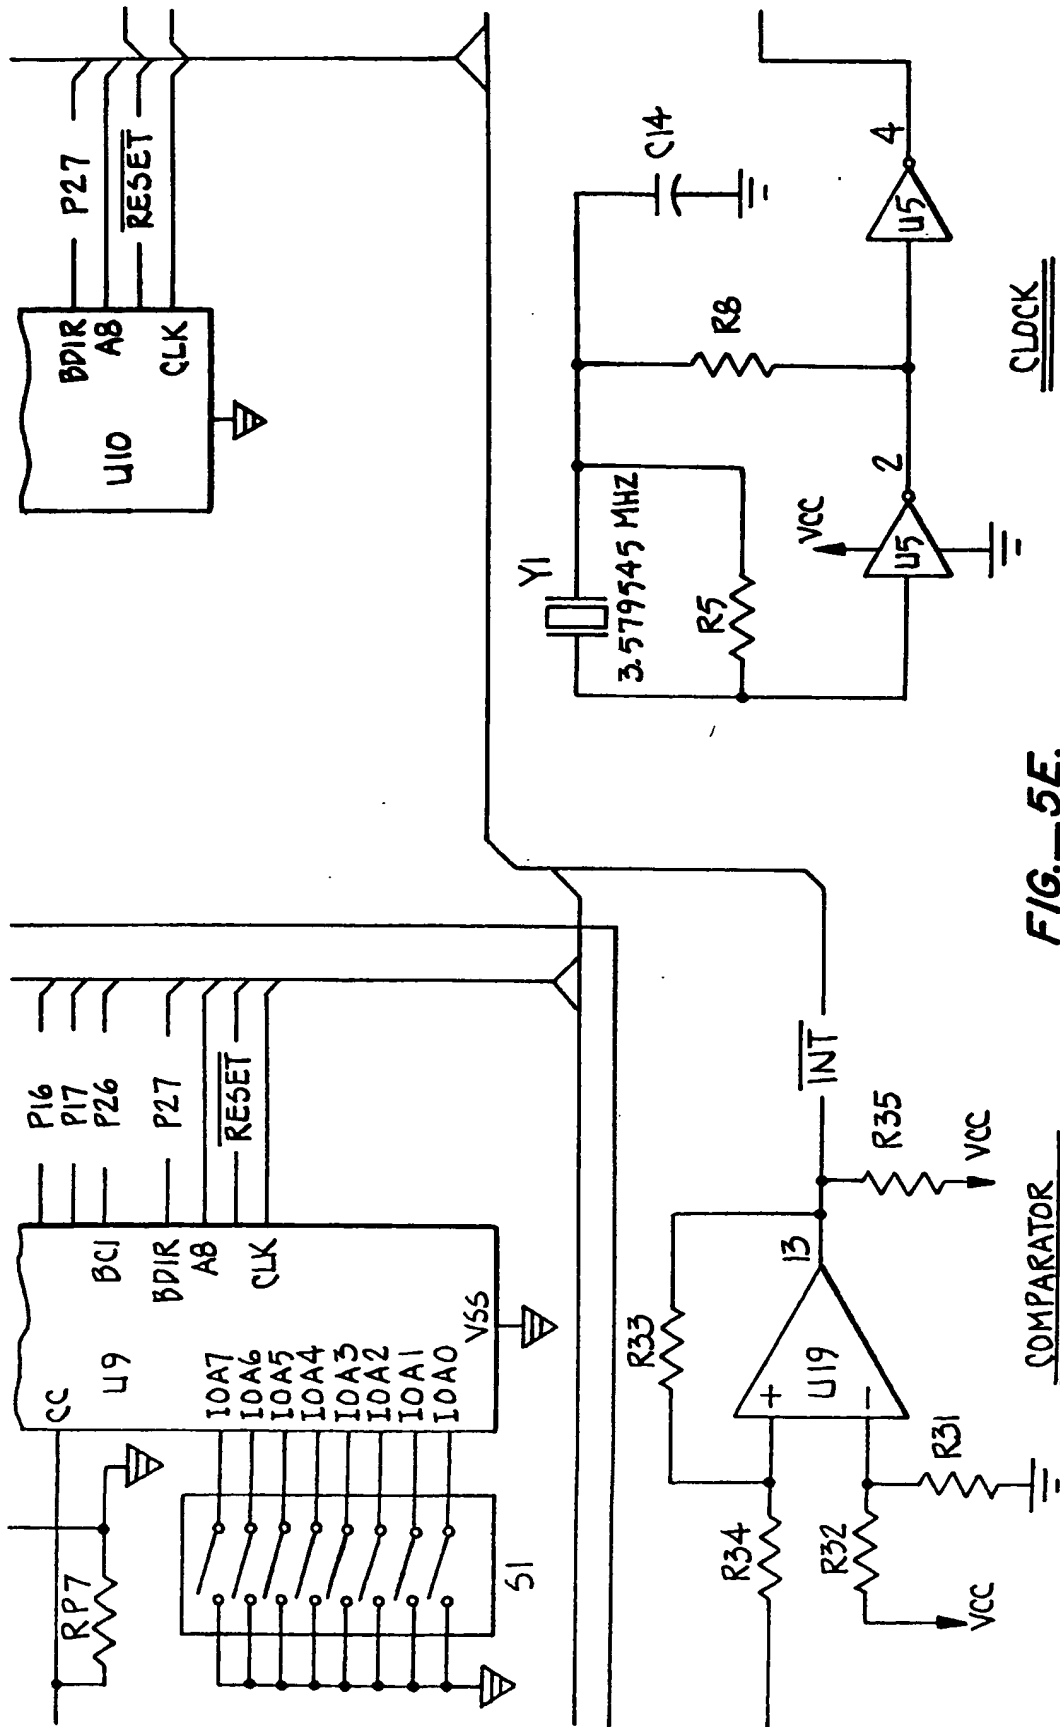 CC
U9
RP7
P16
P17
BC1 P26
BDIR P27
A8
RESET
CLK
IOA7
IOA6
IOA5
IOA4
IOA3
IOA2
IOA1
IOA0
VSS
S1
U10
BDIR P27
A8
RESET
CLK
R33
R34
+
U19
−
13
INT
R35
VCC
R32
R31
VCC
COMPARATOR
Y1
3.579545 MHZ
C14
R5
R8
VCC
U5
2
U5
4
CLOCK
FIG.—5E.